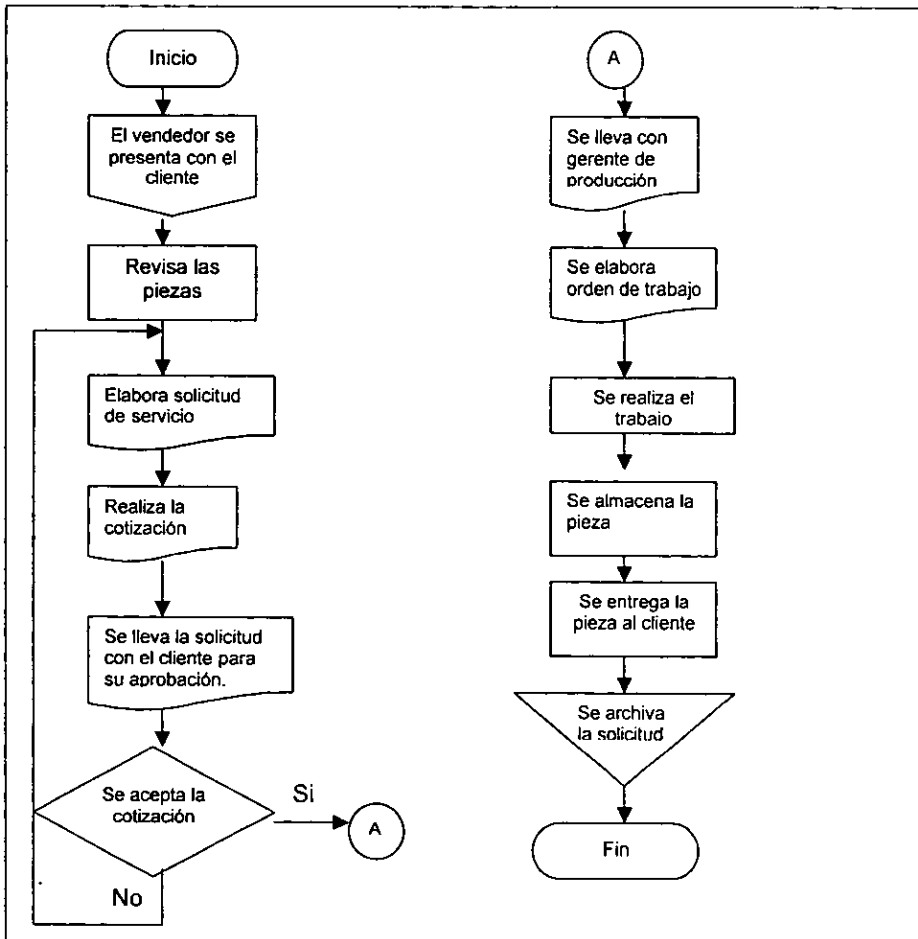 Inicio
El vendedor se
presenta con el
cliente
Revisa las
piezas
Elabora solicitud
de servicio
Realiza la
cotización
Se lleva la solicitud
con el cliente para
su aprobación.
Se acepta la
cotización
Si
A
No
A
Se lleva con
gerente de
producción
Se elabora
orden de trabajo
Se realiza el
trabajo
Se almacena la
pieza
Se entrega la
pieza al cliente
Se archiva
la solicitud
Fin